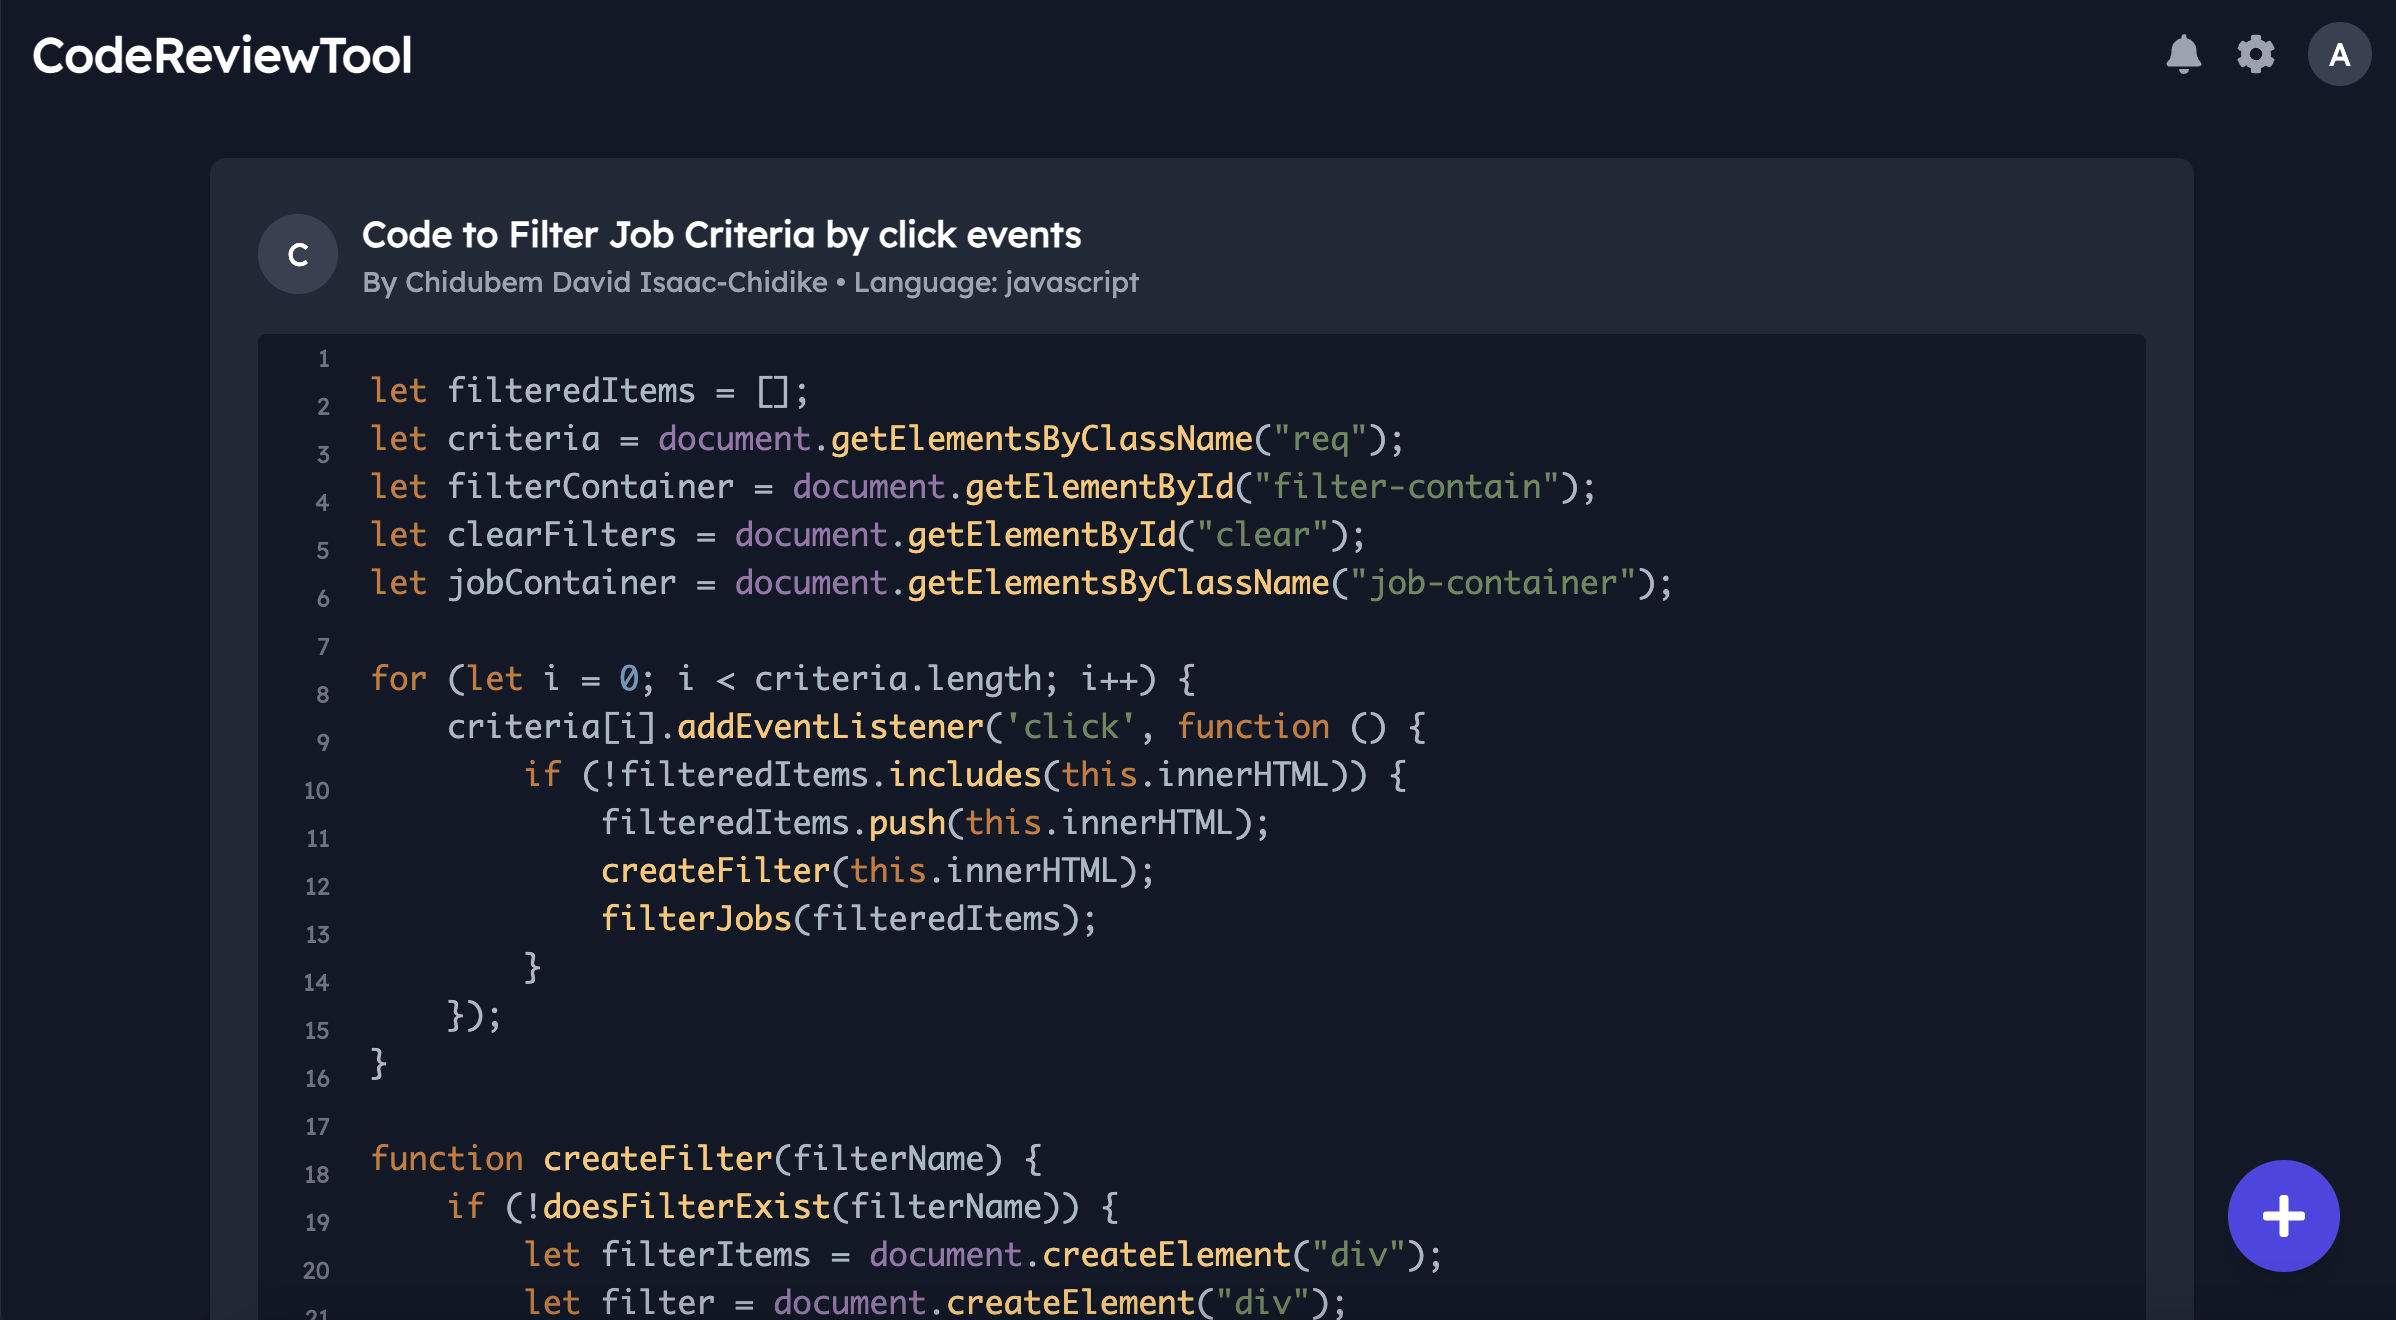 CodeReviewTool
A
C
Code to Filter Job Criteria by click events
By Chidubem David Isaac-Chidike • Language: javascript
1
let filteredItems = [];
2
let criteria = document.getElementsByClassName("req");
3
let filterContainer = document.getElementById("filter-contain");
4
let clearFilters = document.getElementById("clear");
5
let jobContainer = document.getElementsByClassName("job-container");
6
7
for (let i = 0; i < criteria.length; i++) {
8
    criteria[i].addEventListener('click', function () {
9
        if (!filteredItems.includes(this.innerHTML)) {
10
            filteredItems.push(this.innerHTML);
11
            createFilter(this.innerHTML);
12
            filterJobs(filteredItems);
13
        }
14
    });
15
}
16
17
function createFilter(filterName) {
18
    if (!doesFilterExist(filterName)) {
19
        let filterItems = document.createElement("div");
20
        let filter = document.createElement("div");
21